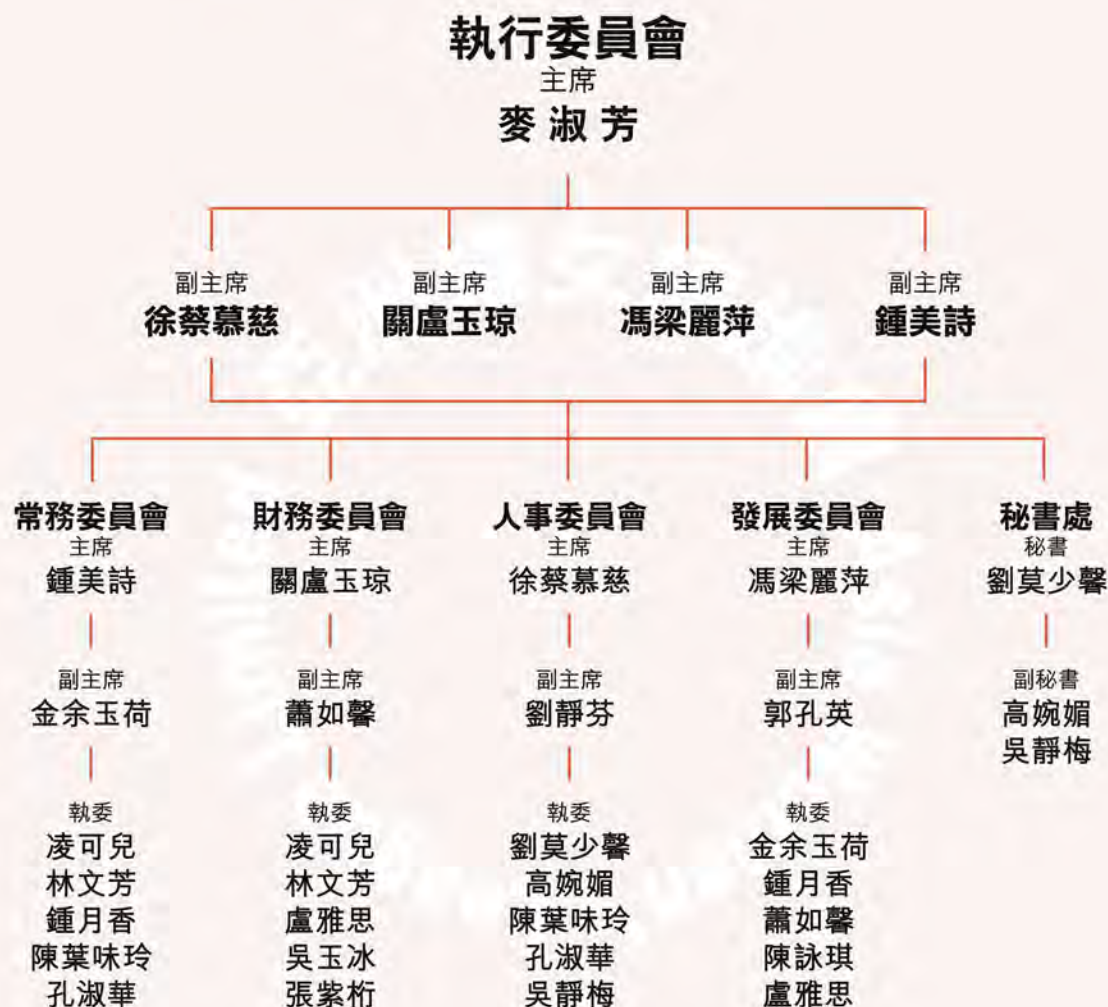 執行委員會
主席
麥淑芳
副主席
徐蔡慕慈
副主席
關盧玉琼
副主席
馮梁麗萍
副主席
鍾美詩
常務委員會
主席
鍾美詩
副主席
金余玉荷
執委
凌可兒
林文芳
鍾月香
陳葉味玲
孔淑華
財務委員會
主席
關盧玉琼
副主席
蕭如馨
執委
凌可兒
林文芳
盧雅思
吳玉冰
張紫桁
人事委員會
主席
徐蔡慕慈
副主席
劉靜芬
執委
劉莫少馨
高婉媚
陳葉味玲
孔淑華
吳靜梅
發展委員會
主席
馮梁麗萍
副主席
郭孔英
執委
金余玉荷
鍾月香
蕭如馨
陳詠琪
盧雅思
秘書處
秘書
劉莫少馨
副秘書
高婉媚
吳靜梅